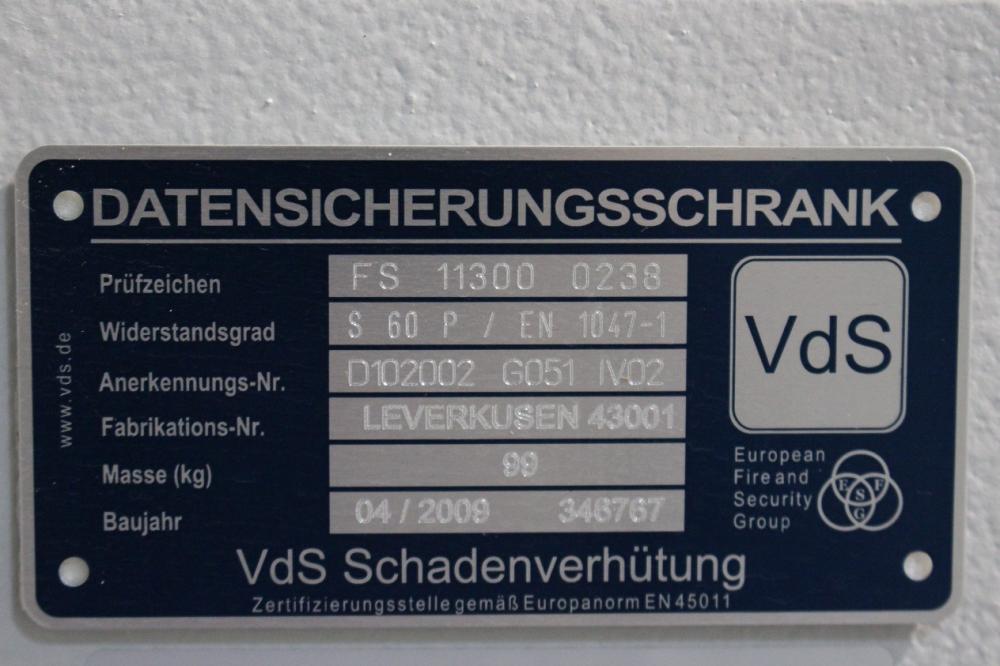 DATENSICHERUNGSSCHRANK
Prüfzeichen FS 11300 0238
Widerstandsgrad S 60 P / EN 1047-1
Anerkennungs-Nr. D102002 G051 IV02
Fabrikations-Nr. LEVERKUSEN 43001
Masse (kg) 99
Baujahr 04 / 2009 346767
www.vds.de
VdS
European
Fire and
Security
Group
E F
S
G
VdS Schadenverhütung
Zertifizierungsstelle gemäß Europanorm EN 45011